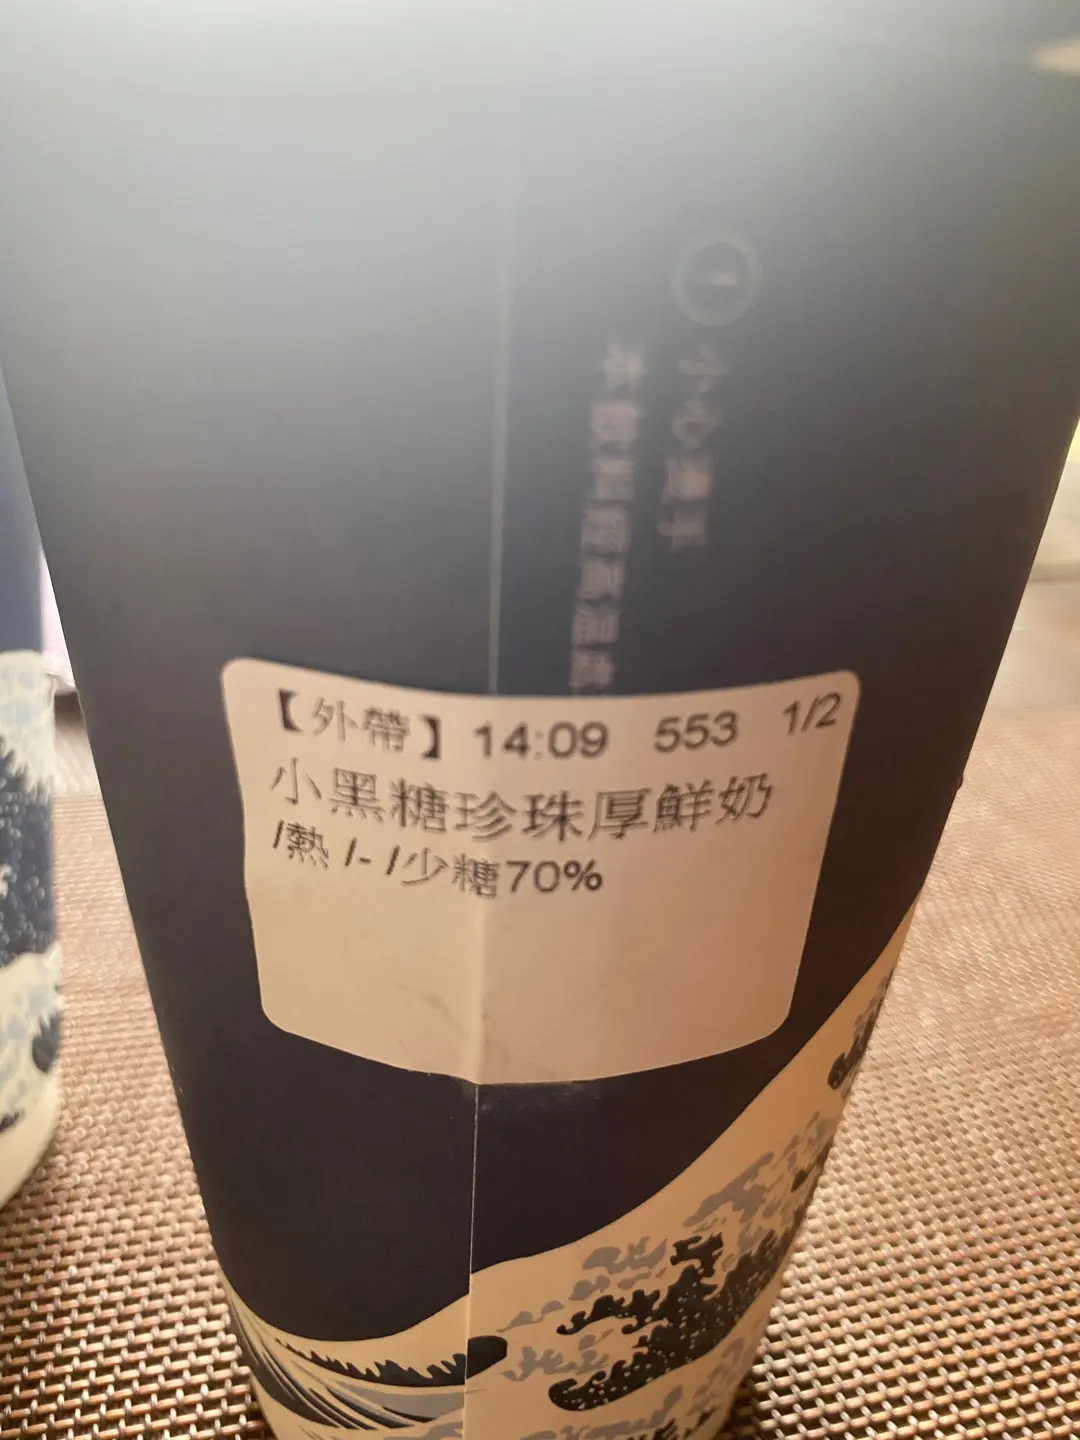 小心燙手
【外帶】 14:09 553 1/2
小黑糖珍珠厚鮮奶
/熱 /- /少糖70%